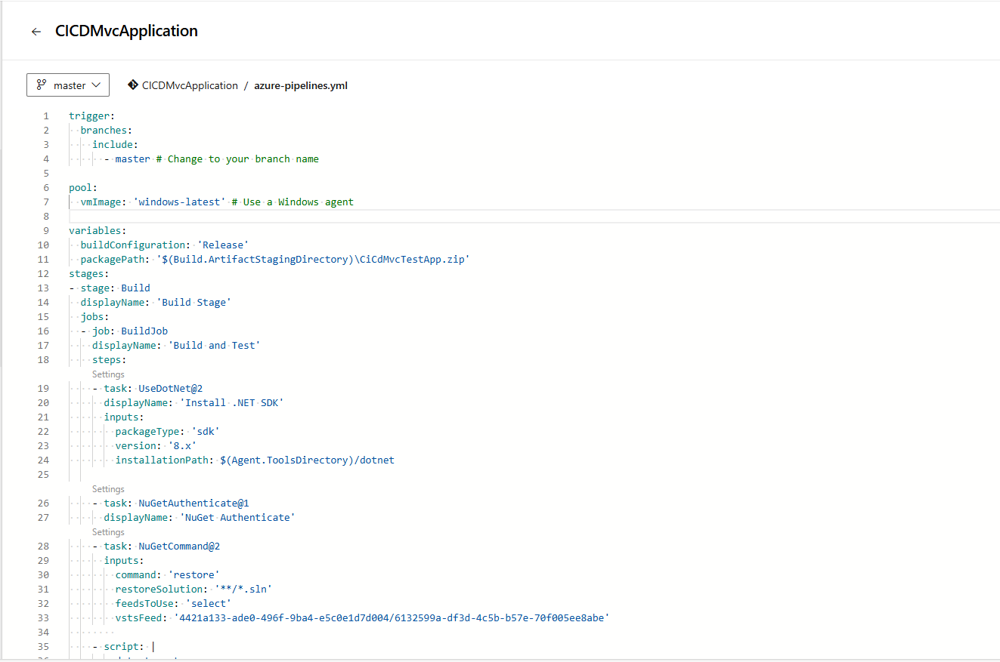 ← CICDMvcApplication
master CICDMvcApplication / azure-pipelines.yml
1 trigger:
2 branches:
3 include:
4 - master # Change to your branch name
5
6 pool:
7 vmImage: 'windows-latest' # Use a Windows agent
8
9 variables:
10 buildConfiguration: 'Release'
11 packagePath: '$(Build.ArtifactStagingDirectory)\CiCdMvcTestApp.zip'
12 stages:
13 - stage: Build
14 displayName: 'Build Stage'
15 jobs:
16 - job: BuildJob
17 displayName: 'Build and Test'
18 steps:
Settings
19 - task: UseDotNet@2
20 displayName: 'Install .NET SDK'
21 inputs:
22 packageType: 'sdk'
23 version: '8.x'
24 installationPath: $(Agent.ToolsDirectory)/dotnet
25
Settings
26 - task: NuGetAuthenticate@1
27 displayName: 'NuGet Authenticate'
Settings
28 - task: NuGetCommand@2
29 inputs:
30 command: 'restore'
31 restoreSolution: '**/*.sln'
32 feedsToUse: 'select'
33 vstsFeed: '4421a133-ade0-496f-9ba4-e5c0e1d7d004/6132599a-df3d-4c5b-b57e-70f005ee8abe'
34
35 - script: |